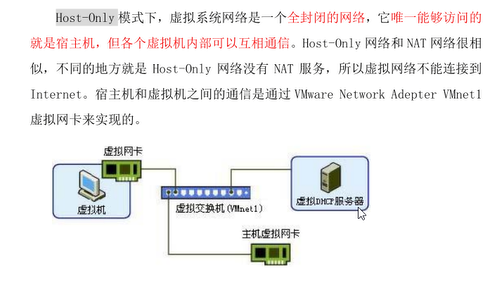 Host-Only 模式下，虚拟系统网络是一个全封闭的网络，它唯一能够访问的
就是宿主机，但各个虚拟机内部可以互相通信。Host-Only 网络和 NAT 网络很相
似，不同的地方就是 Host-Only 网络没有 NAT 服务，所以虚拟网络不能连接到
Internet。宿主机和虚拟机之间的通信是通过 VMware Network Adepter VMnet1
虚拟网卡来实现的。
虚拟网卡
虚拟机
虚拟交换机(VMnet1)
虚拟DHCP服务器
主机虚拟网卡